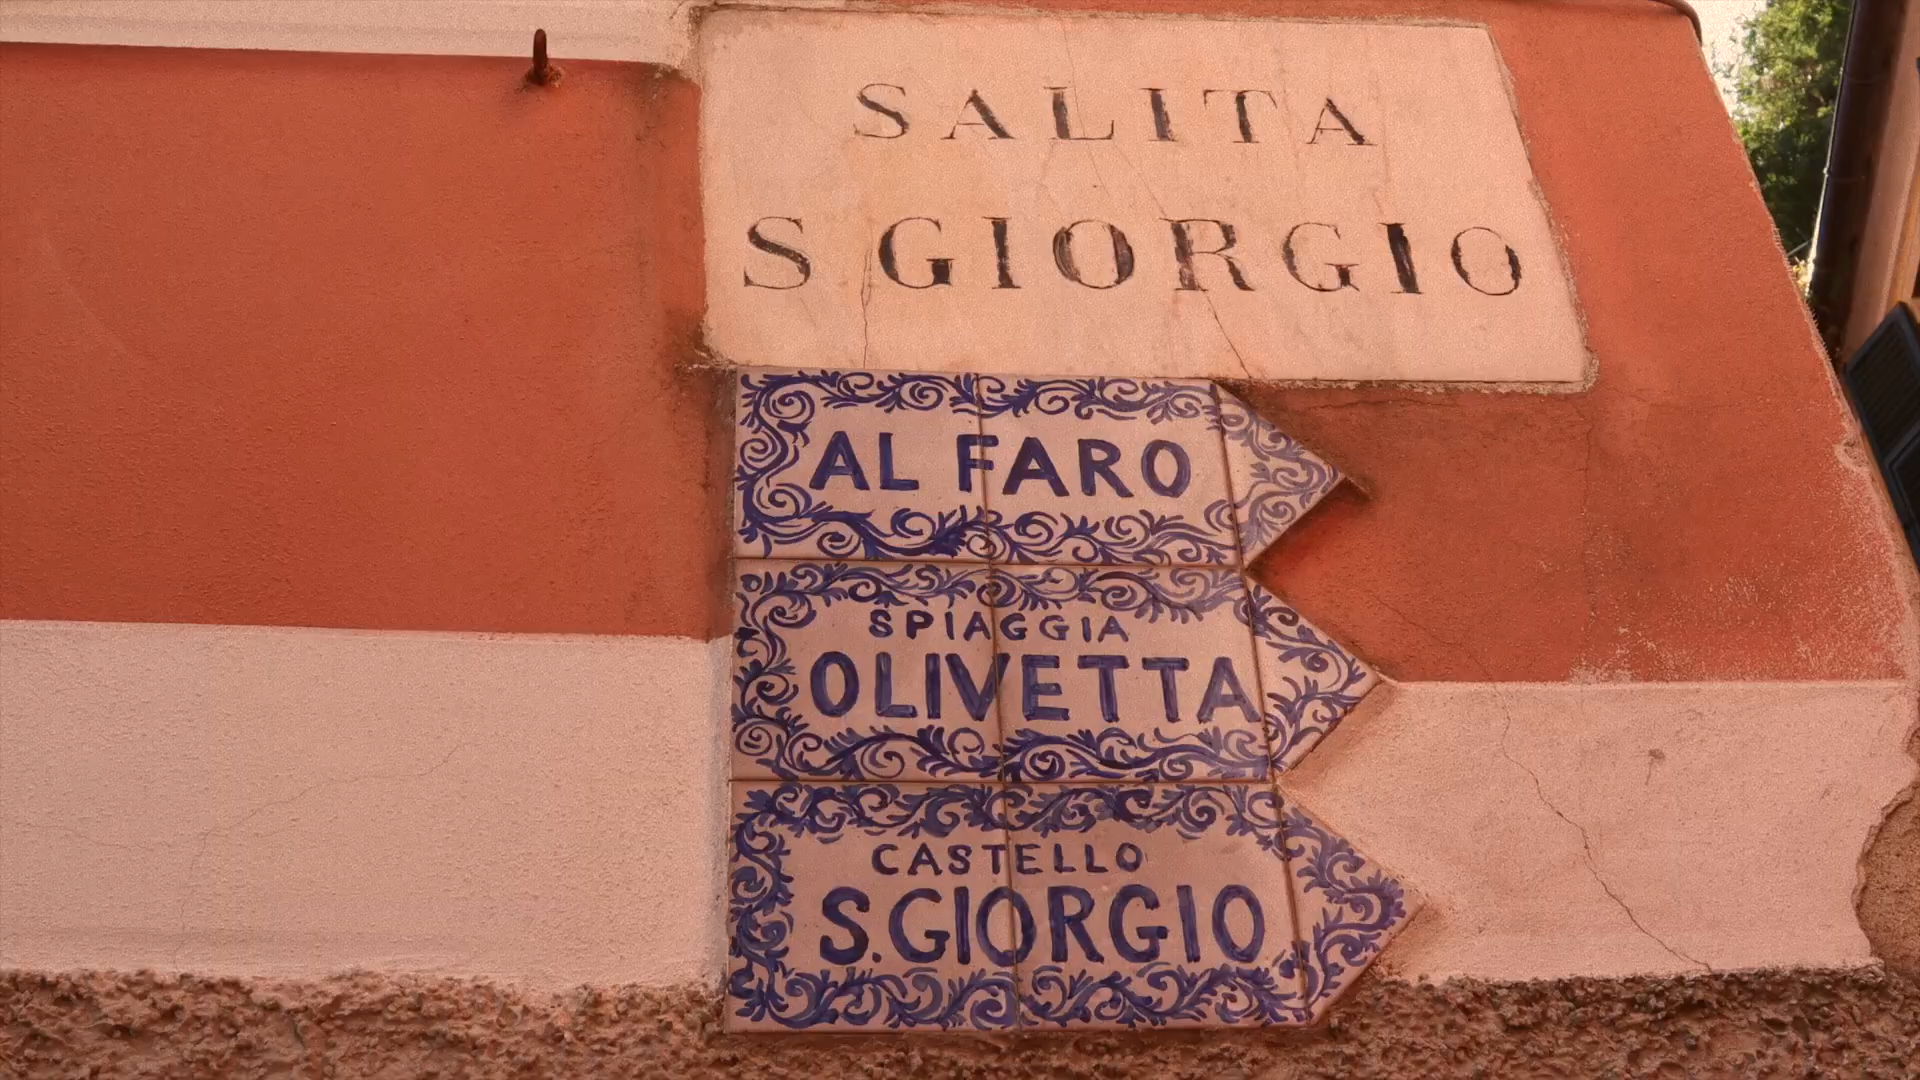 SALITA
S GIORGIO
AL FARO
SPIAGGIA
OLIVETTA
CASTELLO
S.GIORGIO